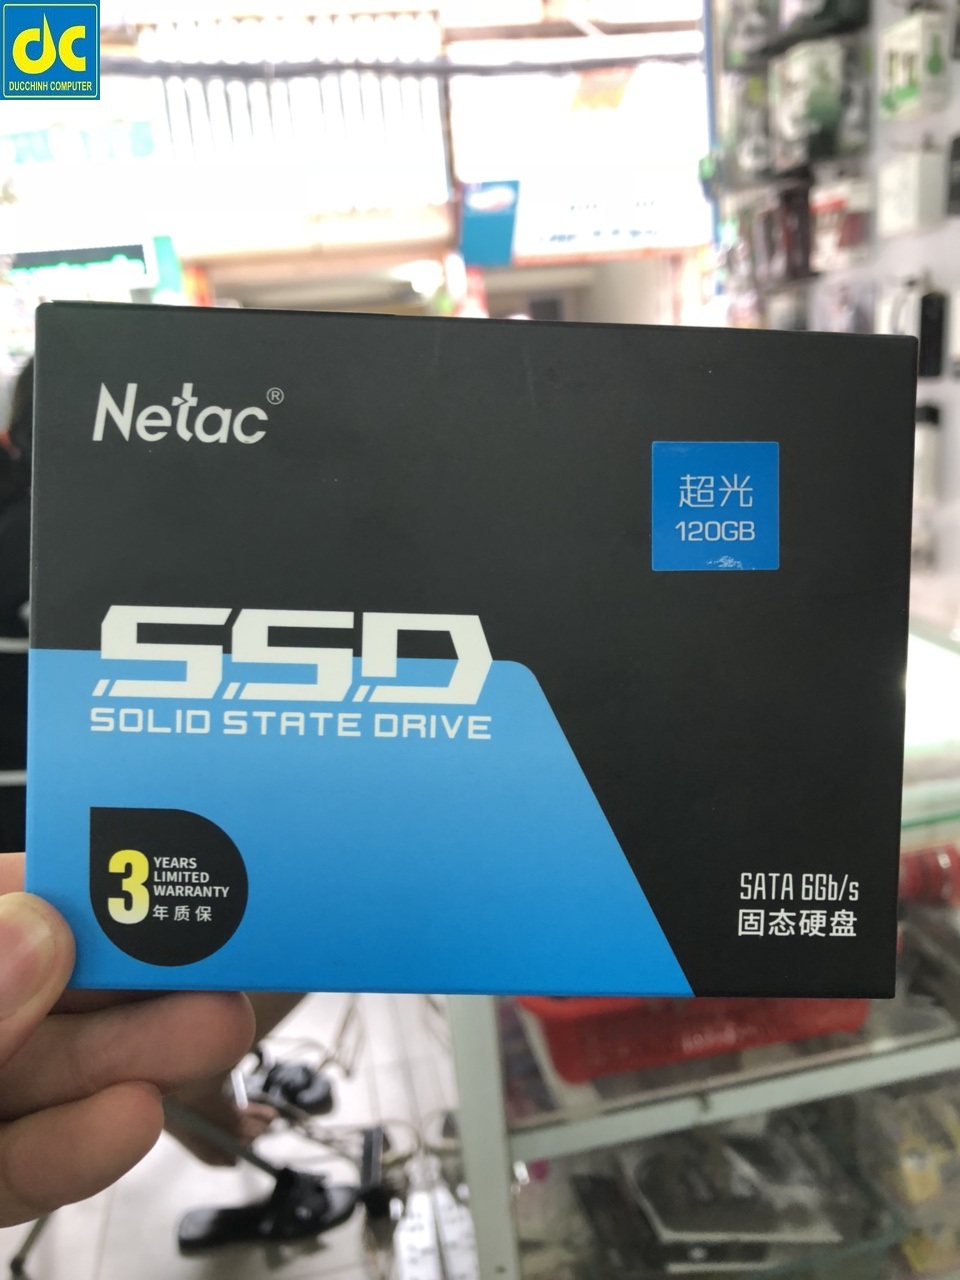 dc
DUCCHINH COMPUTER
Netac®
超光
120GB
SSD
SOLID STATE DRIVE
3 YEARS
LIMITED
WARRANTY
年质保
SATA 6Gb/s
固态硬盘